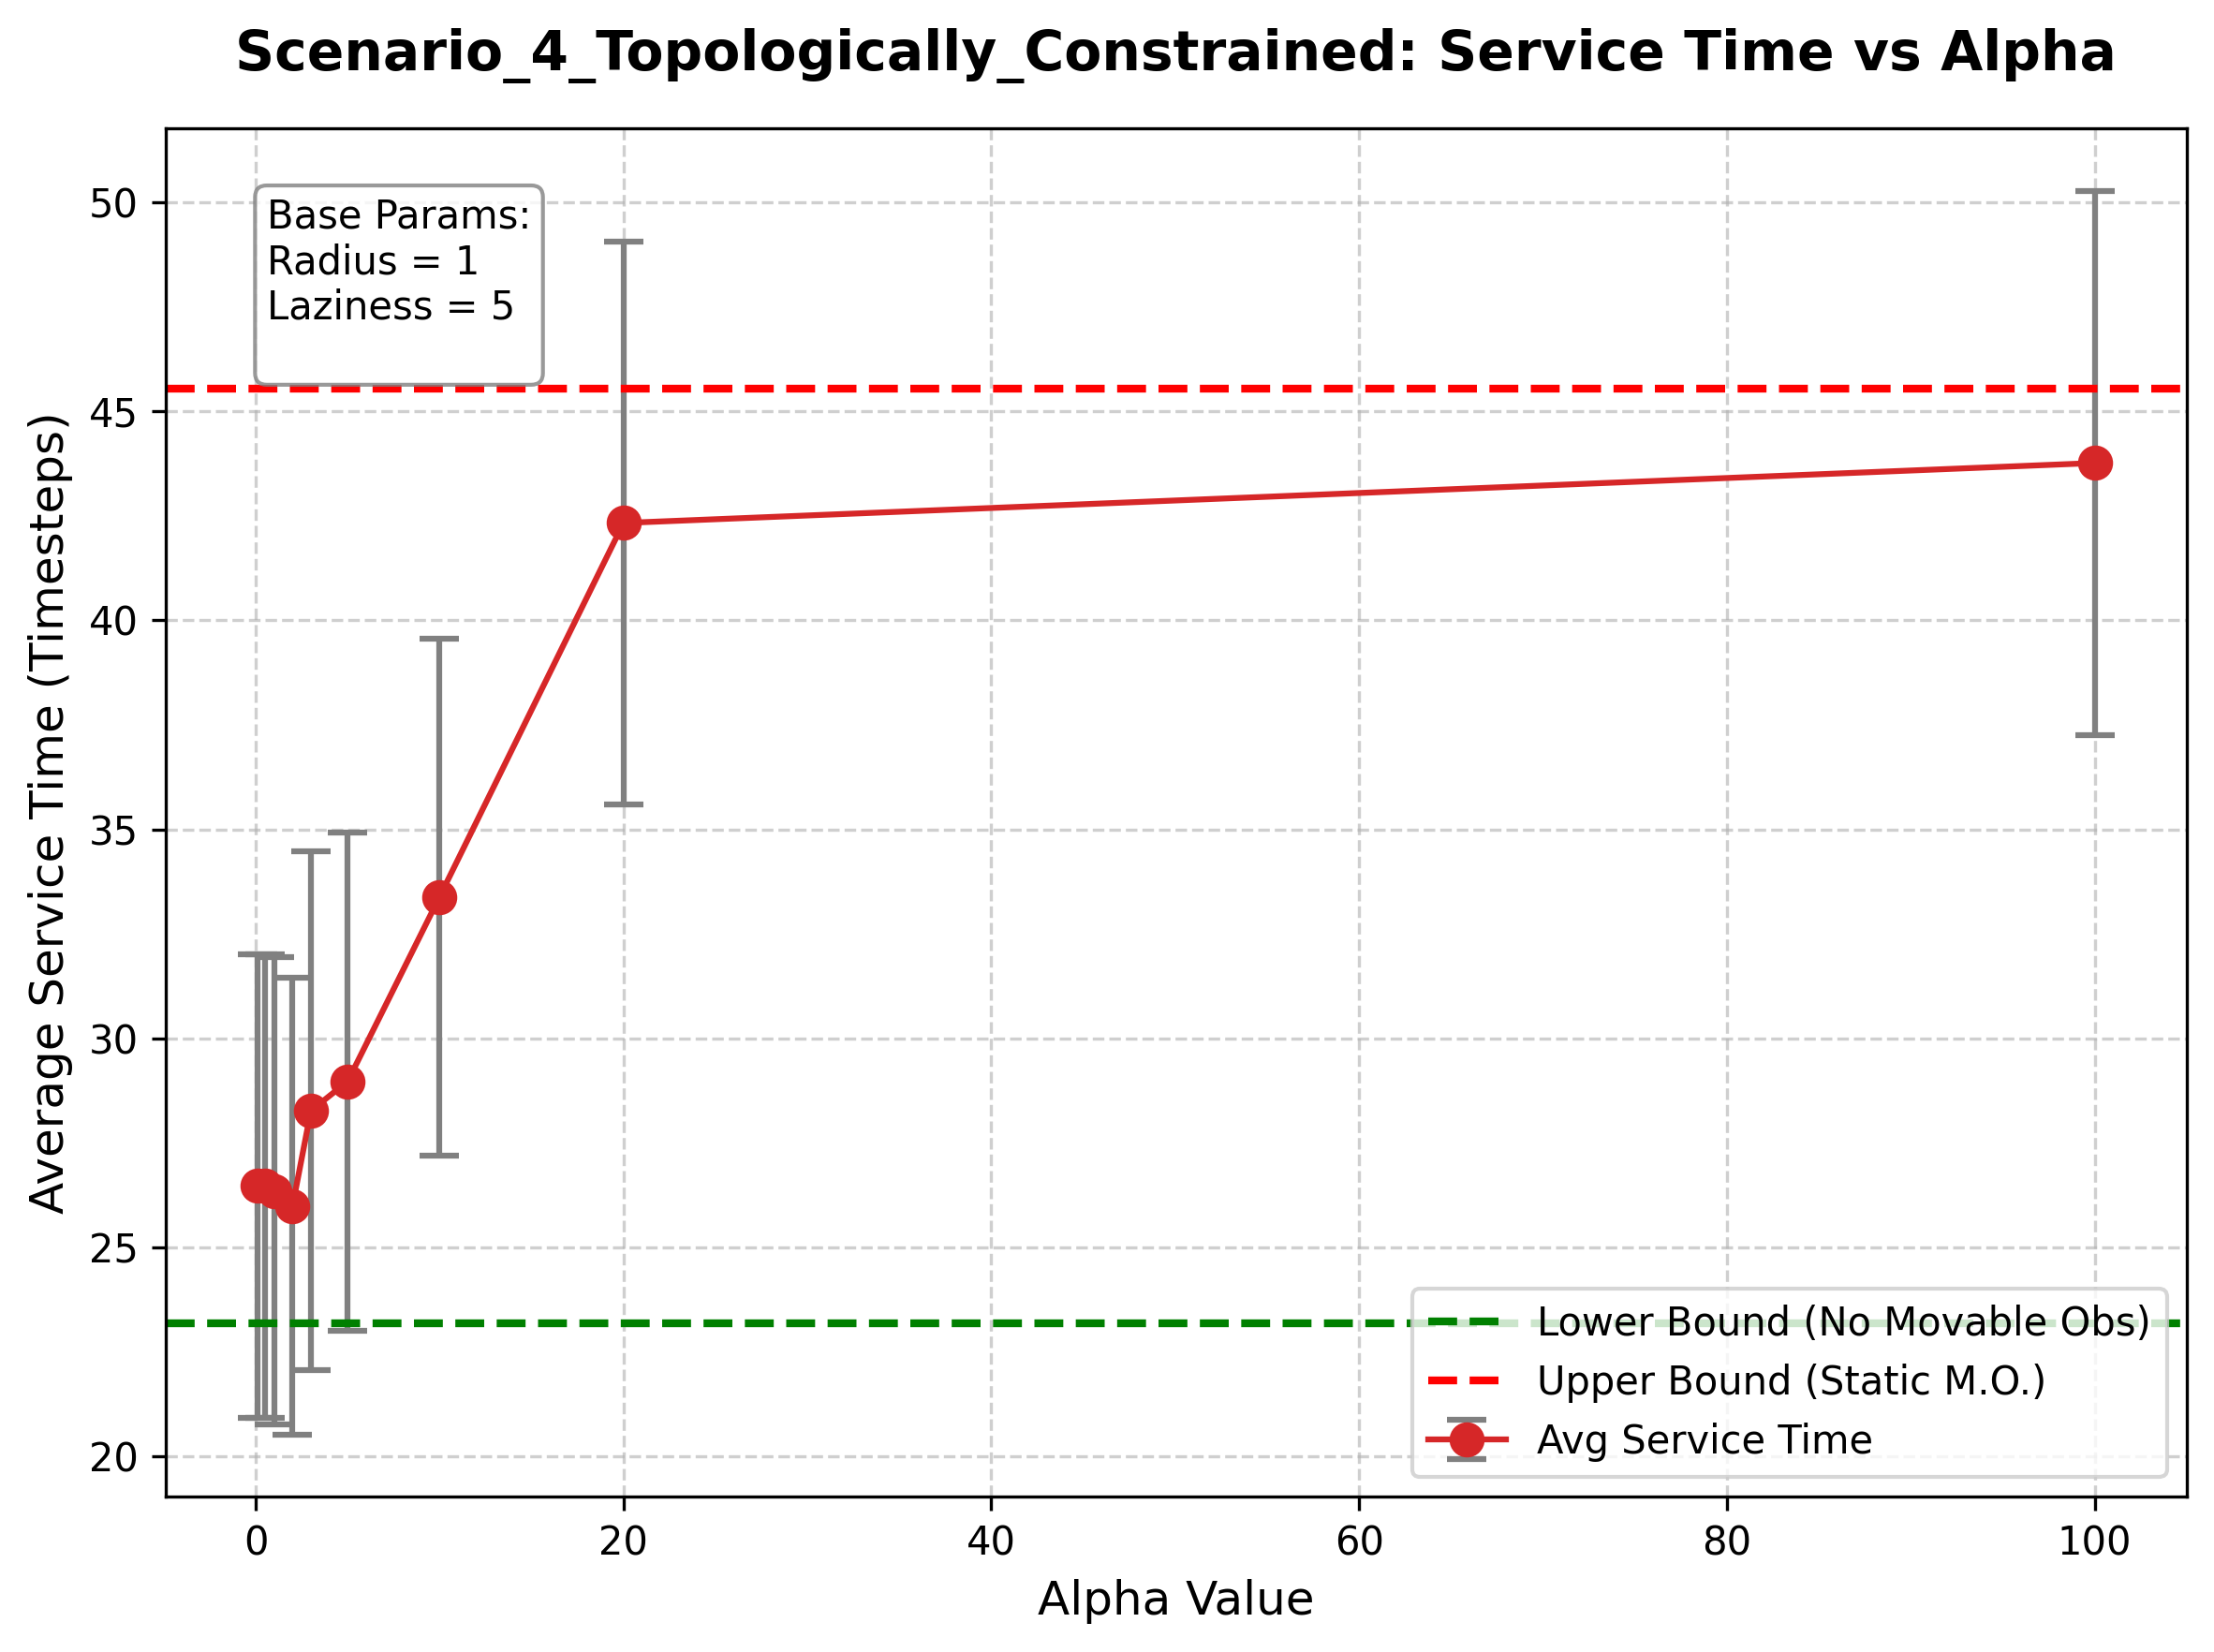 Scenario_4_Topologically_Constrained: Service Time vs Alpha
Average Service Time (Timesteps)
50
45
40
35
30
25
20
Base Params:
Radius = 1
Laziness = 5
Lower Bound (No Movable Obs)
Upper Bound (Static M.O.)
Avg Service Time
0
20
40
60
80
100
Alpha Value